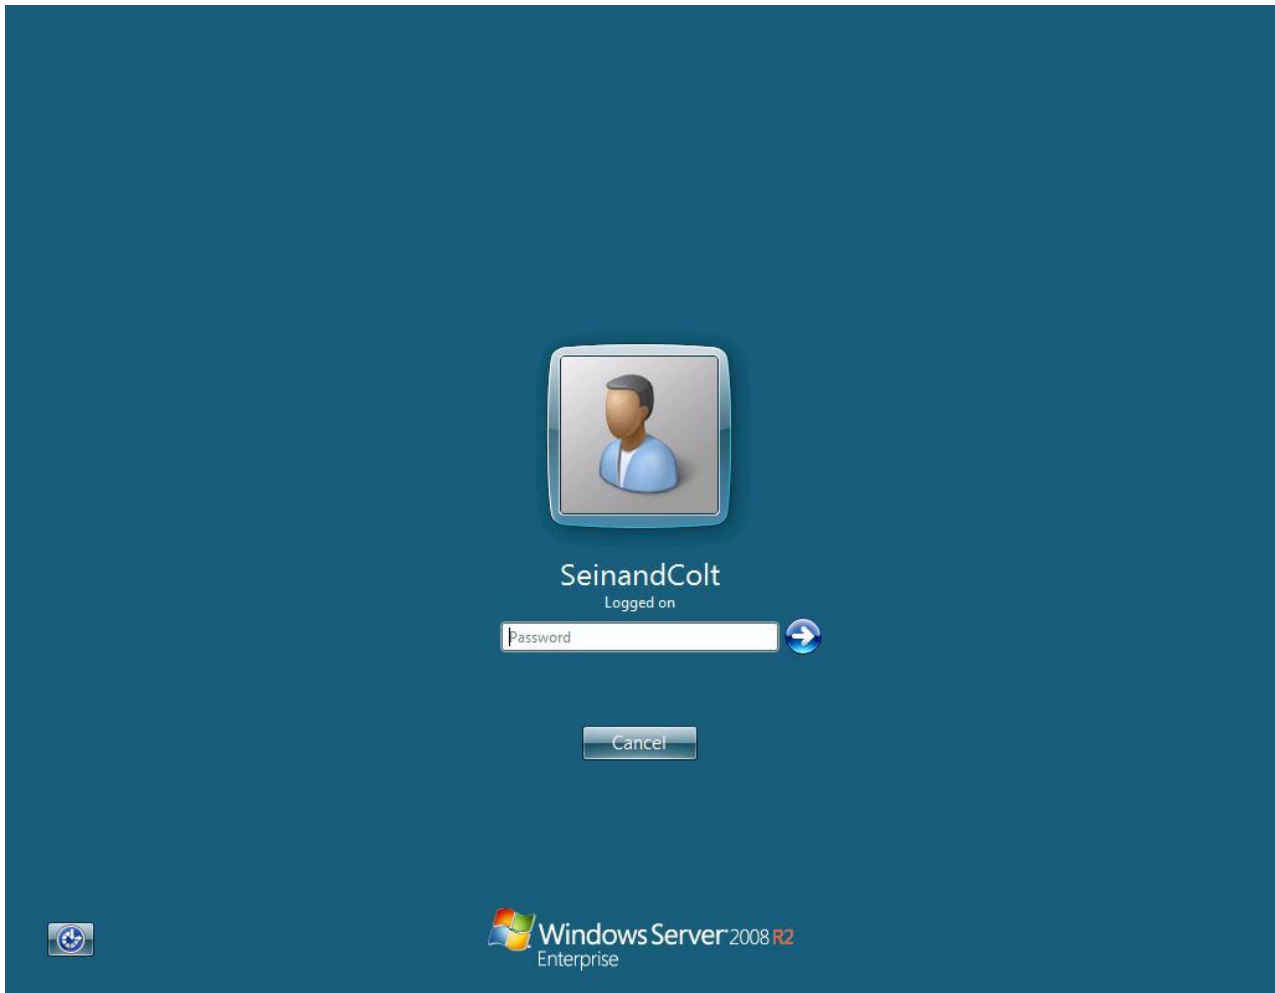 SeinandColt
Logged on
Password
Cancel
Windows Server 2008 R2
Enterprise